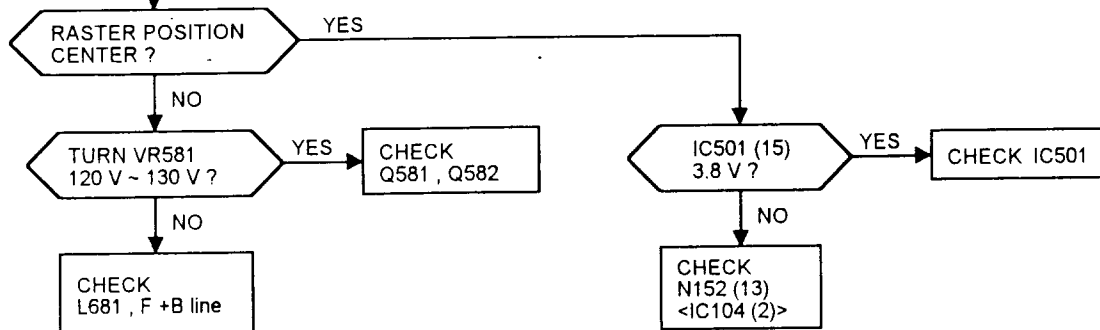 RASTER POSITION
CENTER ?
YES
NO
TURN VR581
120 V ~ 130 V ?
YES
CHECK
Q581 , Q582
NO
CHECK
L681 , F +B line
IC501 (15)
3.8 V ?
YES
CHECK IC501
NO
CHECK
N152 (13)
<IC104 (2)>